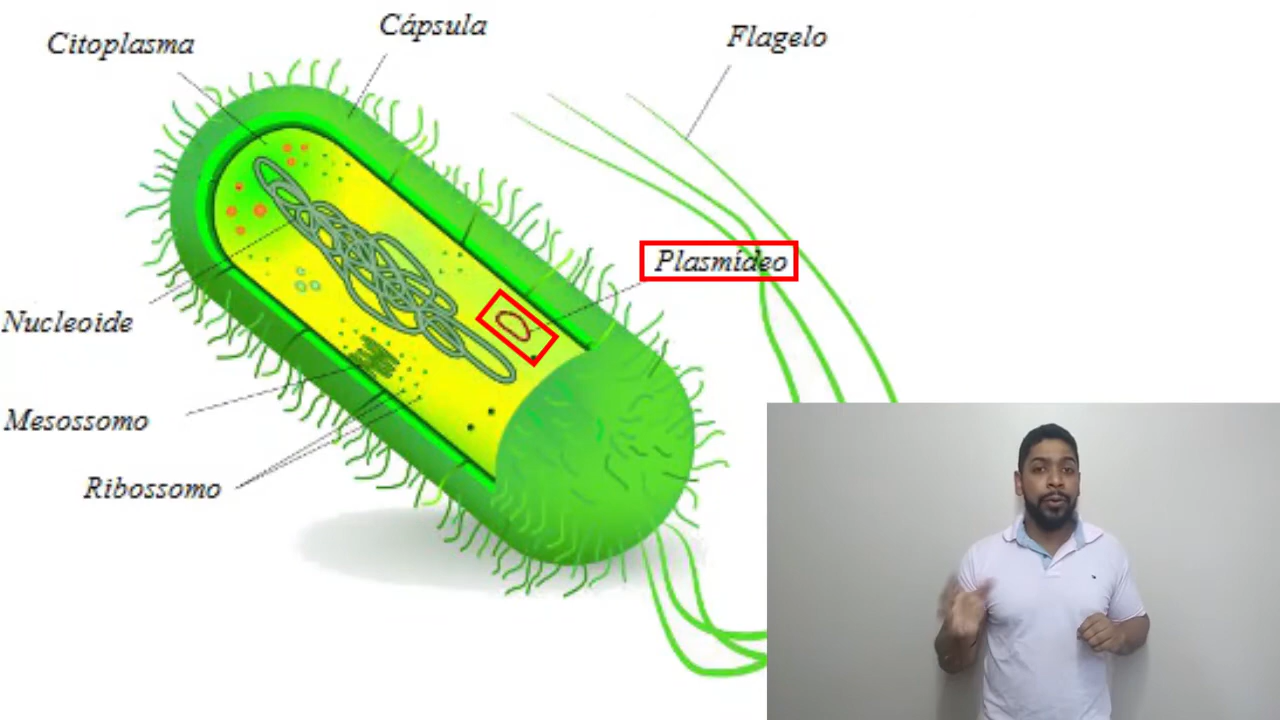 Citoplasma
Cápsula
Flagelo
Plasmídeo
Nucleoide
Mesossomo
Ribossomo